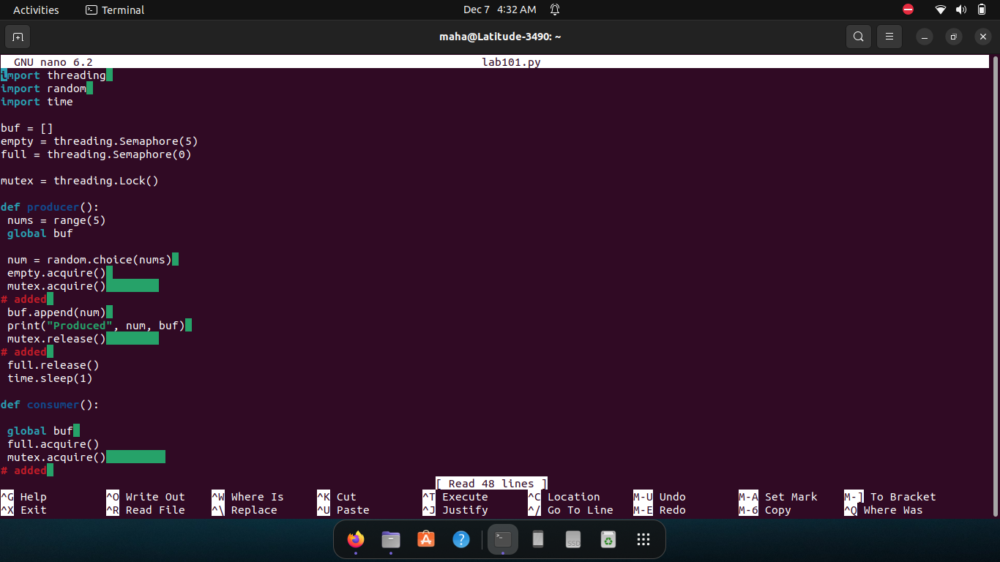 Activities Terminal Dec 7 4:32 AM
maha@Latitude-3490: ~
GNU nano 6.2 lab101.py
import threading
import random
import time
buf = []
empty = threading.Semaphore(5)
full = threading.Semaphore(0)
mutex = threading.Lock()
def producer():
 nums = range(5)
 global buf
 num = random.choice(nums)
 empty.acquire()
 mutex.acquire()
# added
 buf.append(num)
 print("Produced", num, buf)
 mutex.release()
# added
 full.release()
 time.sleep(1)
def consumer():
 global buf
 full.acquire()
 mutex.acquire()
# added
[ Read 48 lines ]
^G Help ^O Write Out ^W Where Is ^K Cut ^T Execute ^C Location M-U Undo M-A Set Mark M-] To Bracket
^X Exit ^R Read File ^\ Replace ^U Paste ^J Justify ^/ Go To Line M-E Redo M-6 Copy ^Q Where Was
SSD